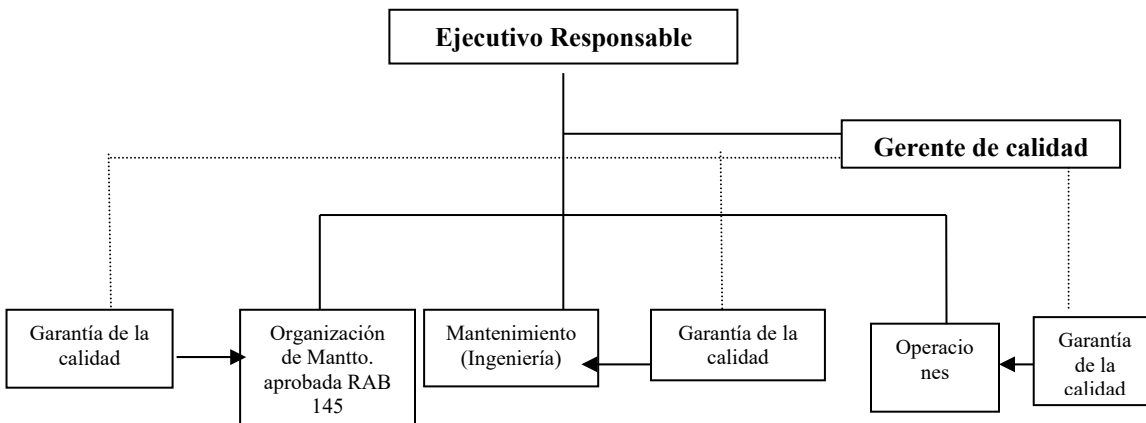 Ejecutivo Responsable
Gerente de calidad
Garantía de la
calidad
Organización
de Mantto.
aprobada RAB
145
Mantenimiento
(Ingeniería)
Garantía de la
calidad
Operacio
nes
Garantía
de la
calidad